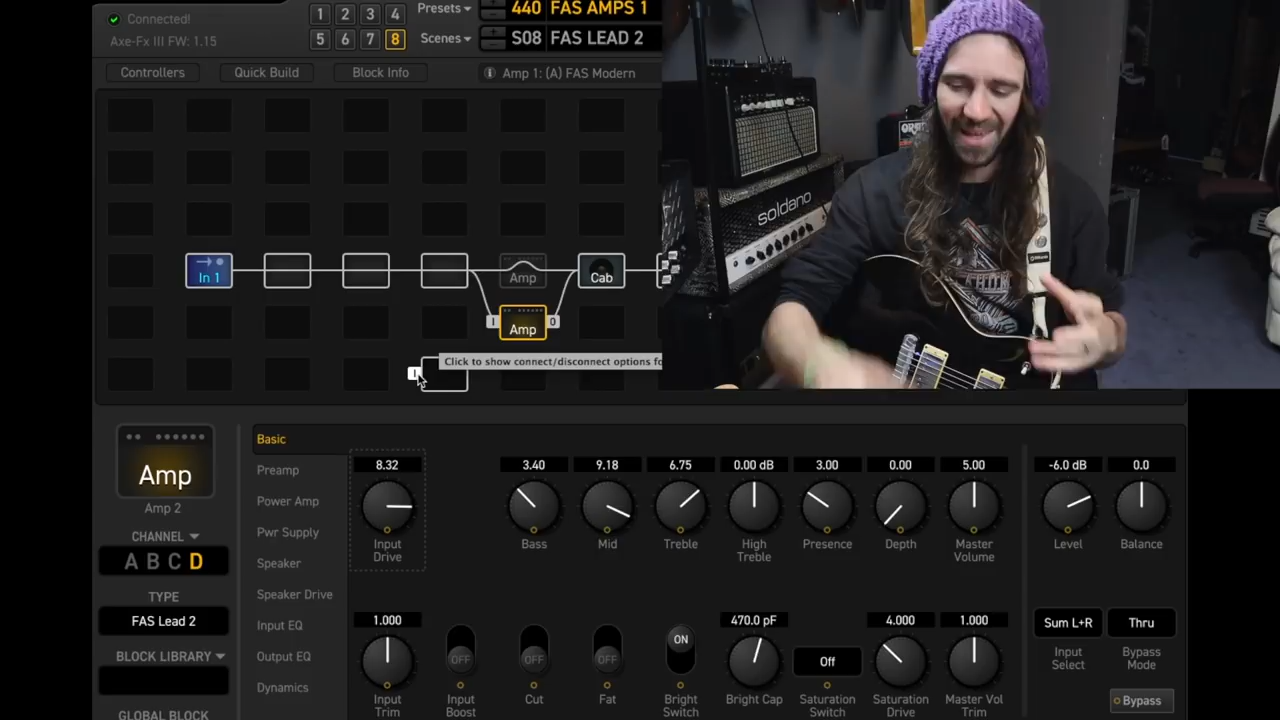 Connected!
Axe-Fx III FW: 1.15
1 2 3 4
5 6 7 8
Presets
440 FAS AMPS 1
Scenes
S08 FAS LEAD 2
Controllers
Quick Build
Block Info
Amp 1: (A) FAS Modern
In 1
Amp
Cab
I
Amp
O
Click to show connect/disconnect options fo
I
soldano
Amp
Amp 2
CHANNEL
A B C D
TYPE
FAS Lead 2
BLOCK LIBRARY
GLOBAL BLOCK
Basic
Preamp
Power Amp
Pwr Supply
Speaker
Speaker Drive
Input EQ
Output EQ
Dynamics
8.32
3.40
9.18
6.75
0.00 dB
3.00
0.00
5.00
-6.0 dB
0.0
Input Drive
Bass
Mid
Treble
High Treble
Presence
Depth
Master Volume
Level
Balance
1.000
OFF
OFF
OFF
ON
470.0 pF
Off
4.000
1.000
Sum L+R
Thru
Input Trim
Input Boost
Cut
Fat
Bright Switch
Bright Cap
Saturation Switch
Saturation Drive
Master Vol Trim
Input Select
Bypass Mode
Bypass